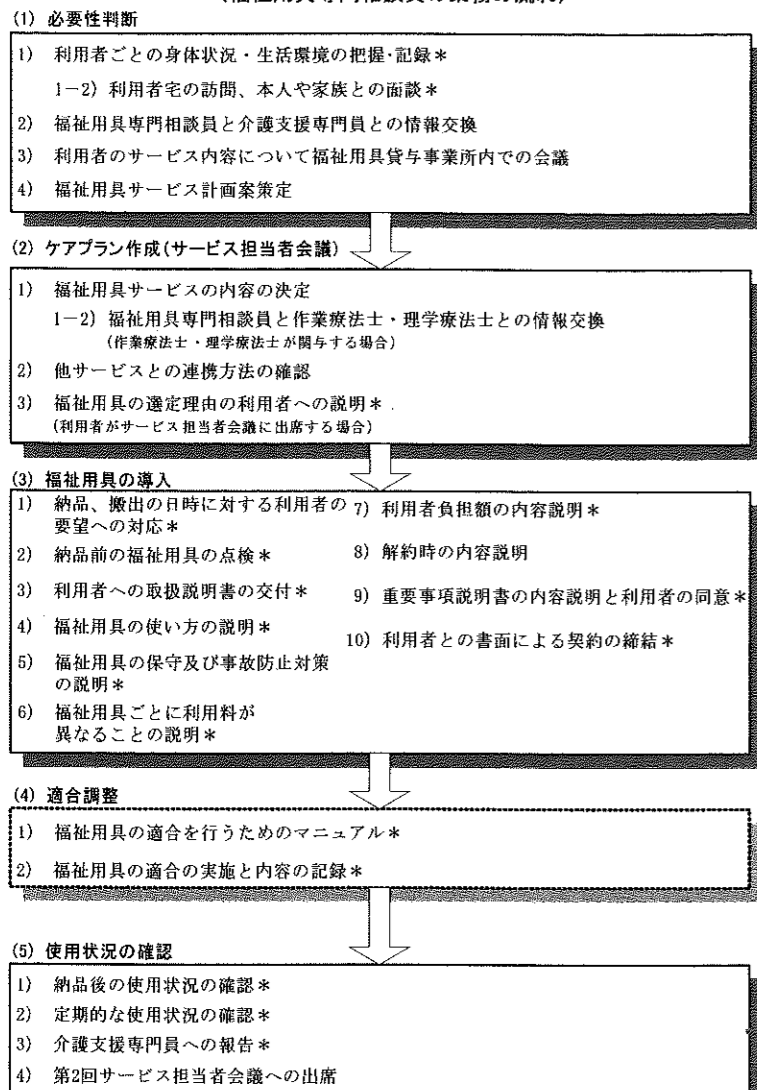 (1) 必要性判断
1) 利用者ごとの身体状況・生活環境の把握・記録＊
1－2) 利用者宅の訪問、本人や家族との面談＊
2) 福祉用具専門相談員と介護支援専門員との情報交換
3) 利用者のサービス内容について福祉用具貸与事業所内での会議
4) 福祉用具サービス計画案策定
(2) ケアプラン作成(サービス担当者会議)
1) 福祉用具サービスの内容の決定
1－2) 福祉用具専門相談員と作業療法士・理学療法士との情報交換
(作業療法士・理学療法士が関与する場合)
2) 他サービスとの連携方法の確認
3) 福祉用具の選定理由の利用者への説明＊
(利用者がサービス担当者会議に出席する場合)
(3) 福祉用具の導入
1) 納品、搬出の日時に対する利用者の
要望への対応＊
2) 納品前の福祉用具の点検＊
3) 利用者への取扱説明書の交付＊
4) 福祉用具の使い方の説明＊
5) 福祉用具の保守及び事故防止対策
の説明＊
6) 福祉用具ごとに利用料が
異なることの説明＊
7) 利用者負担額の内容説明＊
8) 解約時の内容説明
9) 重要事項説明書の内容説明と利用者の同意＊
10) 利用者との書面による契約の締結＊
(4) 適合調整
1) 福祉用具の適合を行うためのマニュアル＊
2) 福祉用具の適合の実施と内容の記録＊
(5) 使用状況の確認
1) 納品後の使用状況の確認＊
2) 定期的な使用状況の確認＊
3) 介護支援専門員への報告＊
4) 第2回サービス担当者会議への出席